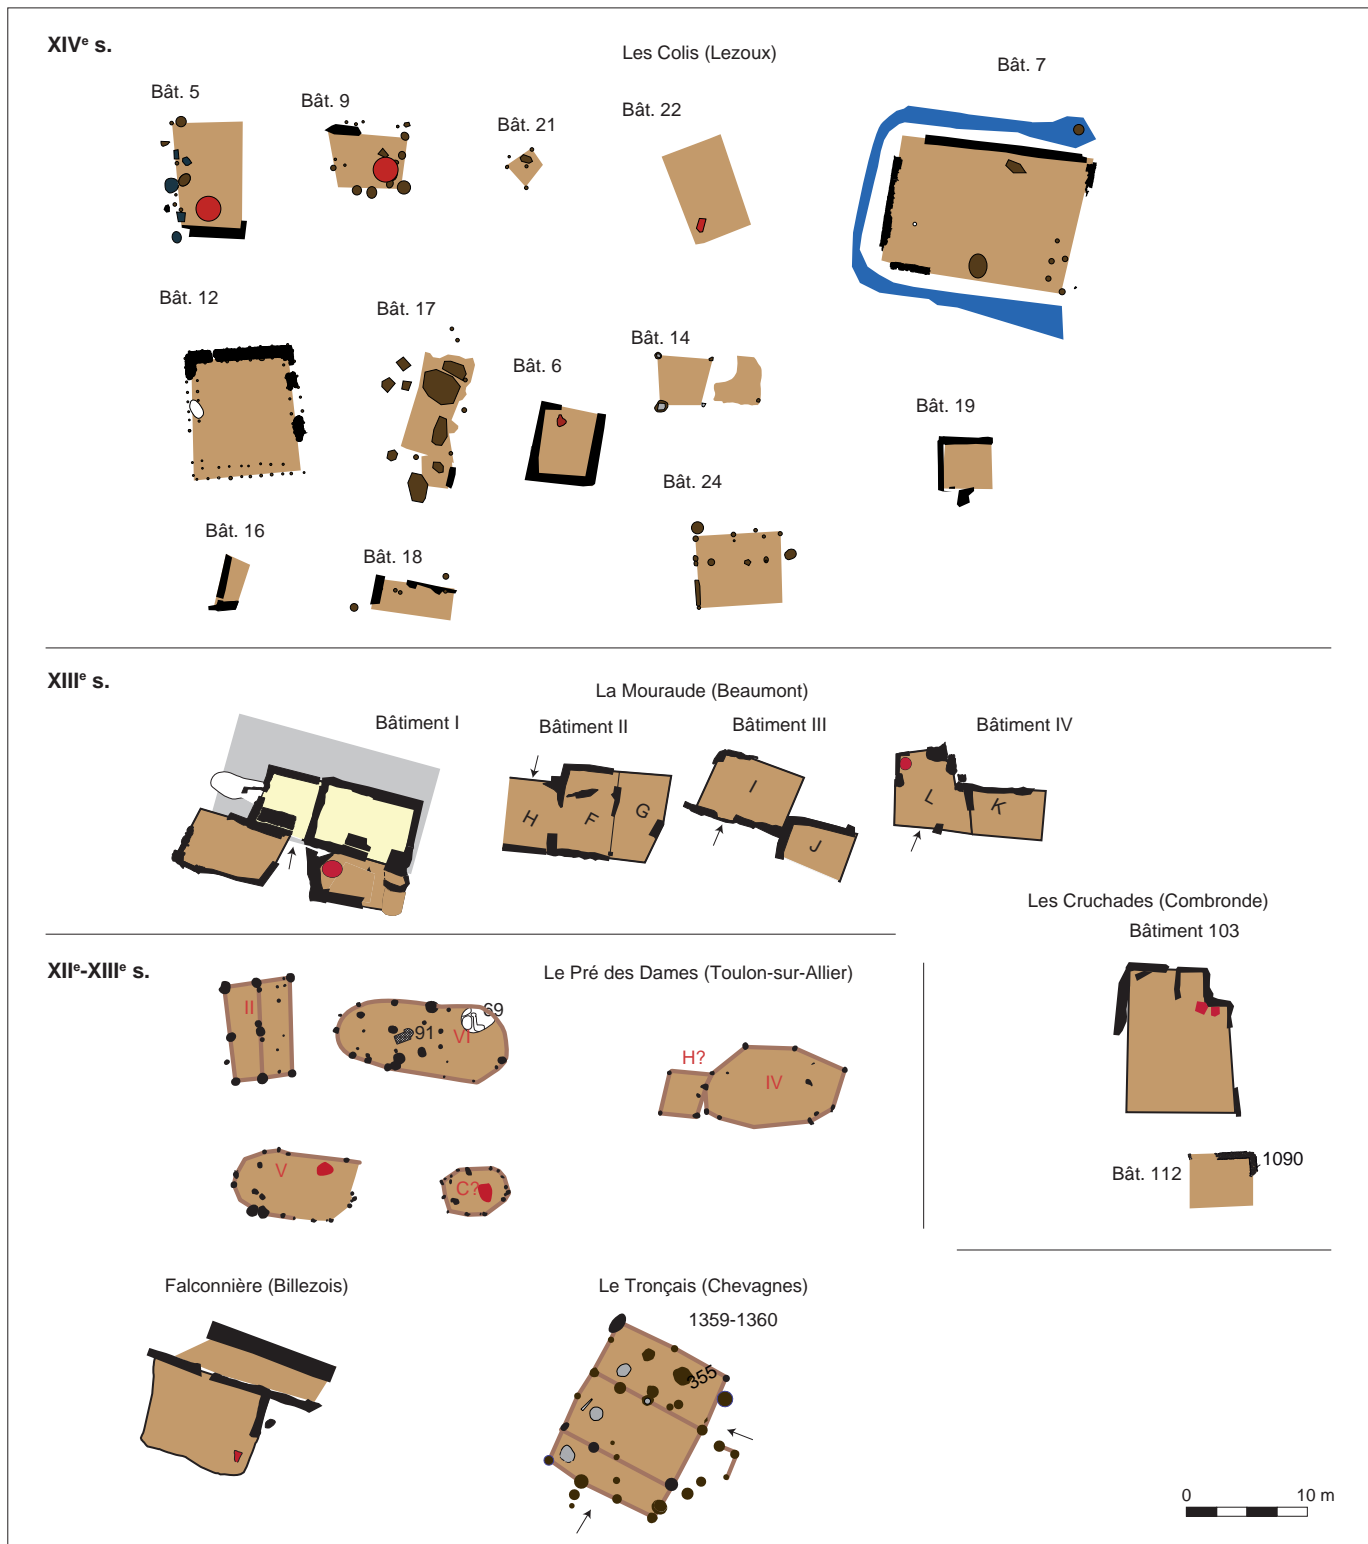 XIVe s.
Les Colis (Lezoux)
Bât. 5
Bât. 9
Bât. 21
Bât. 22
Bât. 7
Bât. 12
Bât. 17
Bât. 6
Bât. 14
Bât. 19
Bât. 24
Bât. 16
Bât. 18
XIIIe s.
La Mouraude (Beaumont)
Bâtiment I
Bâtiment II
Bâtiment III
Bâtiment IV
H
F
G
I
J
L
K
Les Cruchades (Combronde)
Bâtiment 103
Bât. 112
1090
XIIe-XIIIe s.
Le Pré des Dames (Toulon-sur-Allier)
II
91
VI
69
H?
IV
V
C?
Falconnière (Billezois)
Le Tronçais (Chevagnes)
1359-1360
355
0
10 m